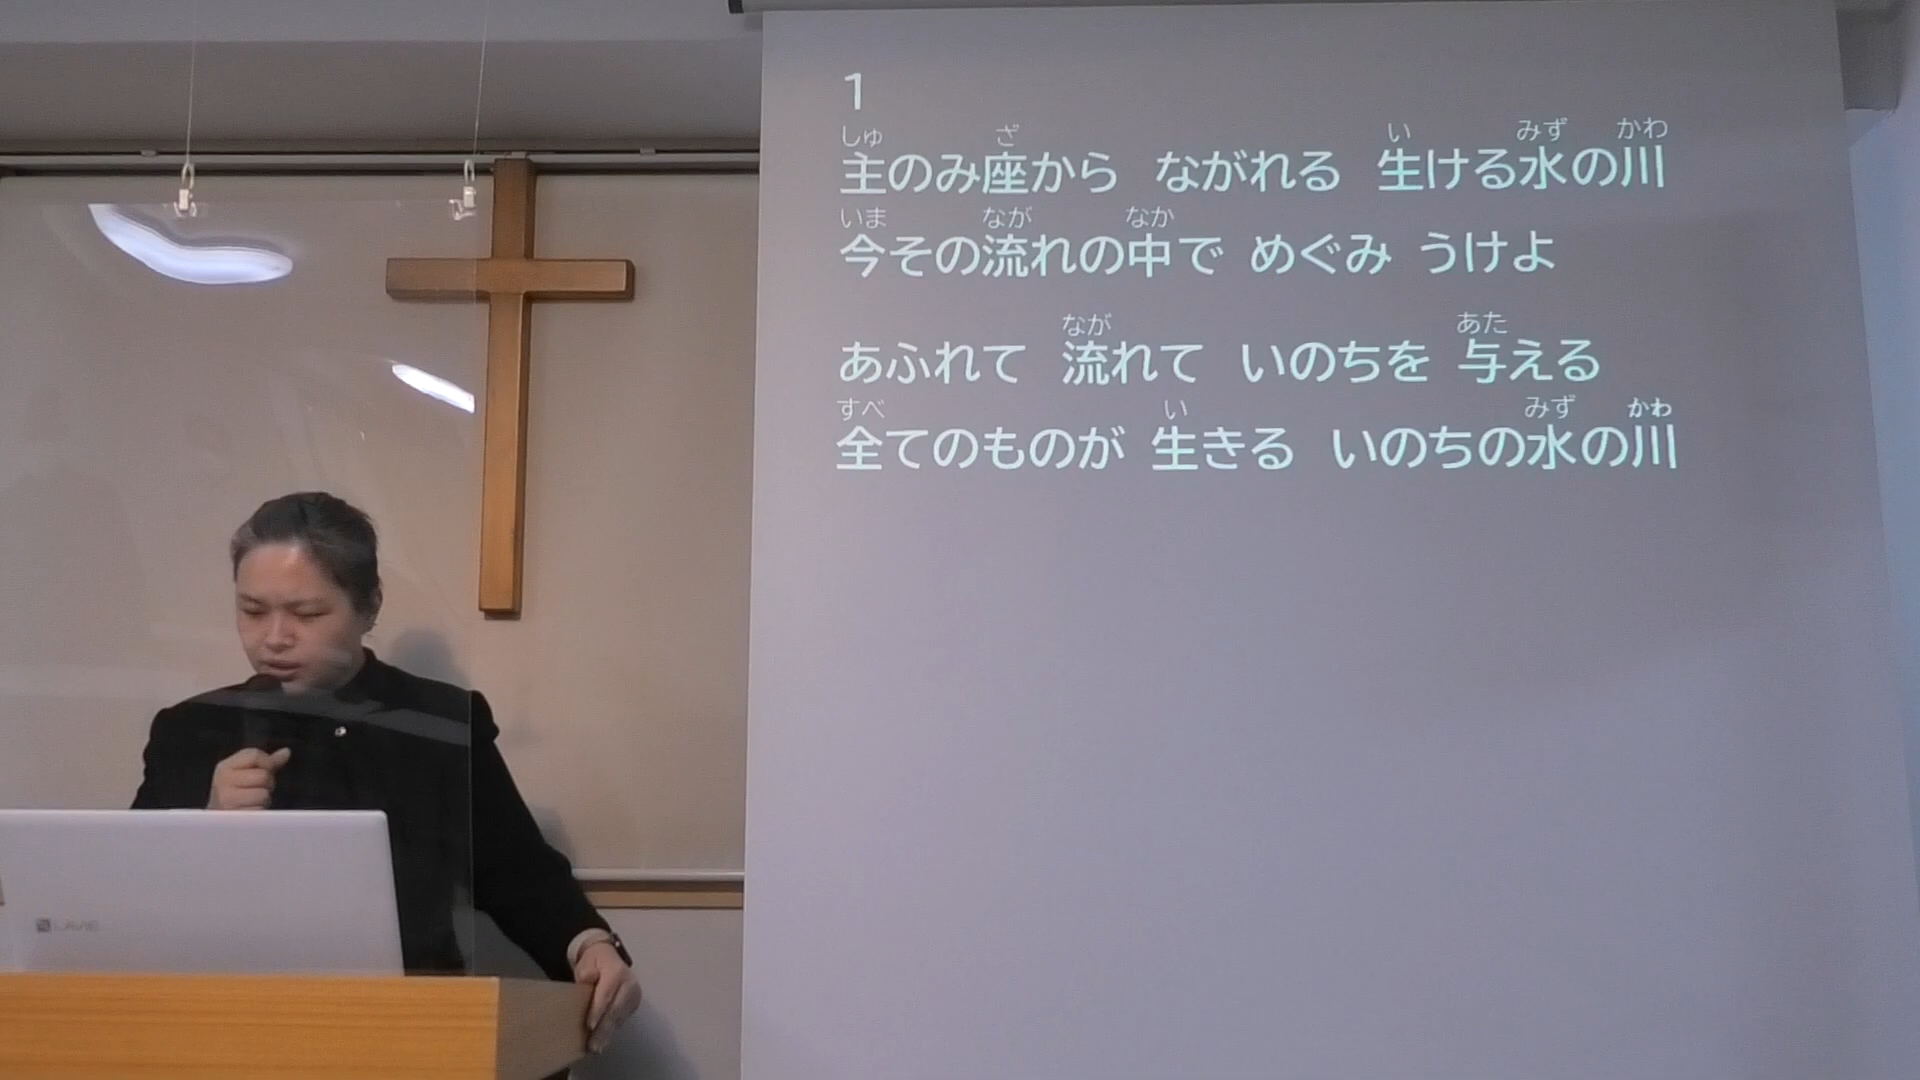 1
しゅ ざ い みず かわ
主のみ座から ながれる 生ける水の川
いま なが なか
今その流れの中で めぐみ うけよ
なが あた
あふれて 流れて いのちを 与える
すべ い みず かわ
全てのものが 生きる いのちの水の川
LAVIE